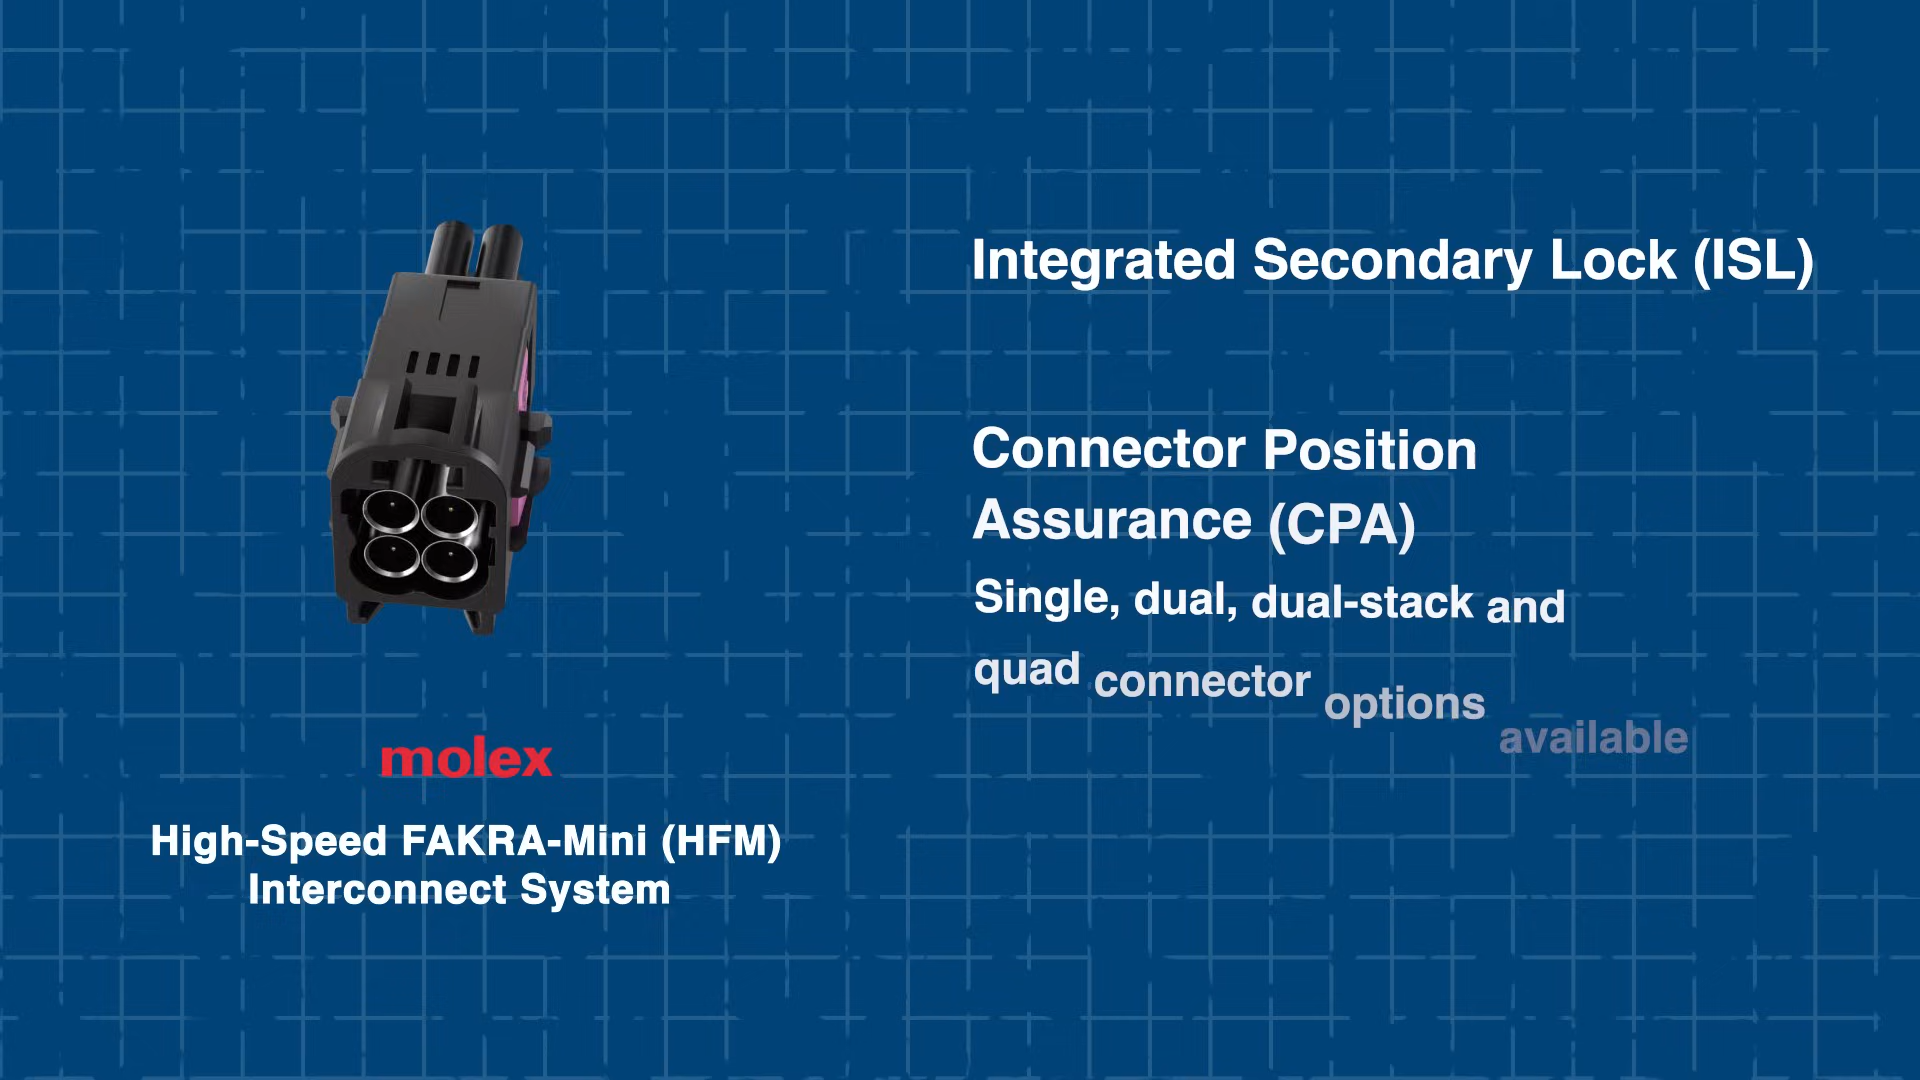 Integrated Secondary Lock (ISL)
Connector Position
Assurance (CPA)
Single, dual, dual-stack and
quad connector options
available
molex
High-Speed FAKRA-Mini (HFM)
Interconnect System